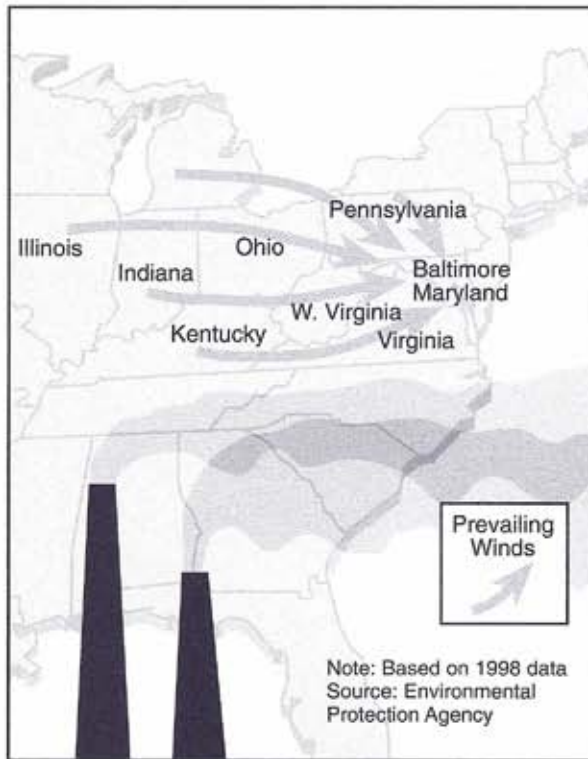 Pennsylvania
Illinois
Ohio
Indiana
Baltimore
Maryland
W. Virginia
Kentucky
Virginia
Prevailing
Winds
Note: Based on 1998 data
Source: Environmental
Protection Agency